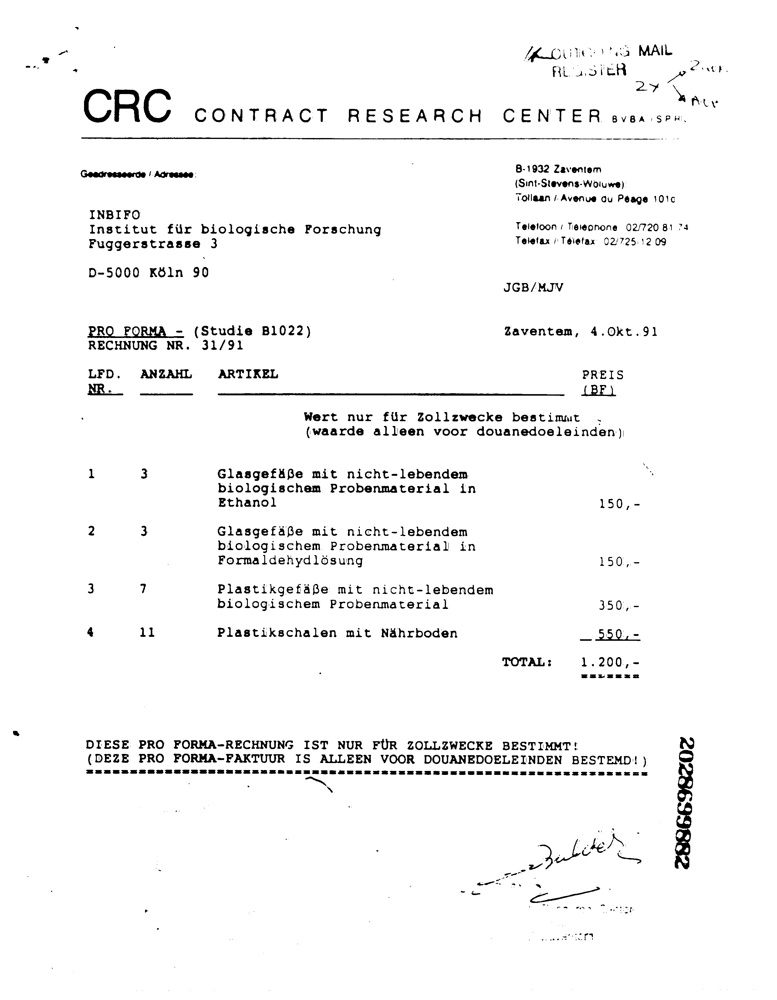 OUTGOING MAIL
REGISTER
2x
CRC CONTRACT RESEARCH CENTER BVBA (SPRL
Geadresseerde / Adressee:
B-1932 Zaventem
(Sint-Stevens-Woluwe)
Tollaan / Avenue du Péage 101c
INBIFO
Institut für biologische Forschung
Fuggerstrasse 3
Telefoon / Téléphone 02/720 81 74
Telefax / Téléfax 02/725 12 09
D-5000 Köln 90
JGB/MJV
PRO FORMA - (Studie B1022)
Zaventem, 4.Okt.91
RECHNUNG NR. 31/91
LFD. ANZAHL ARTIKEL PREIS
NR. (BF)
Wert nur für Zollzwecke bestimmt
(waarde alleen voor douanedoeleinden)
1 3 Glasgefäße mit nicht-lebendem
biologischem Probenmaterial in
Ethanol 150,-
2 3 Glasgefäße mit nicht-lebendem
biologischem Probenmaterial in
Formaldehydlösung 150,-
3 7 Plastikgefäße mit nicht-lebendem
biologischem Probenmaterial 350,-
4 11 Plastikschalen mit Nährboden 550,-
TOTAL: 1.200,-
DIESE PRO FORMA-RECHNUNG IST NUR FÜR ZOLLZWECKE BESTIMMT!
(DEZE PRO FORMA-FAKTUUR IS ALLEEN VOOR DOUANEDOELEINDEN BESTEMD!)
2028699882